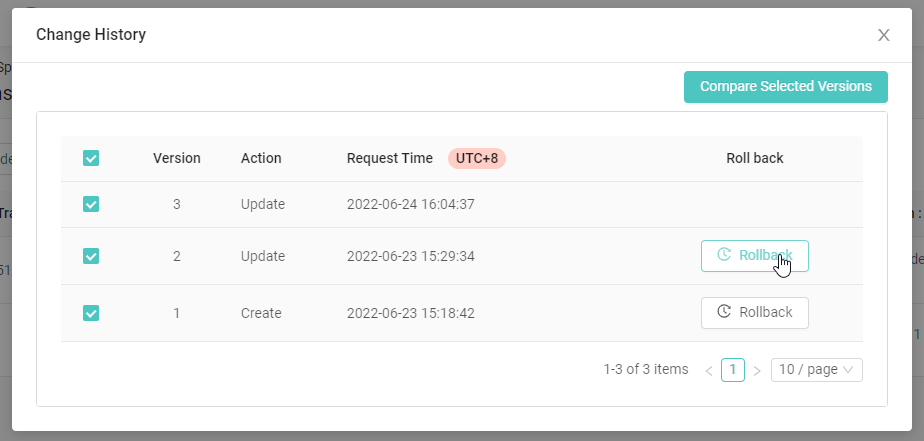 Change History
Compare Selected Versions
Version Action Request Time UTC+8 Roll back
3 Update 2022-06-24 16:04:37
2 Update 2022-06-23 15:29:34 Rollback
1 Create 2022-06-23 15:18:42 Rollback
1-3 of 3 items < 1 > 10 / page